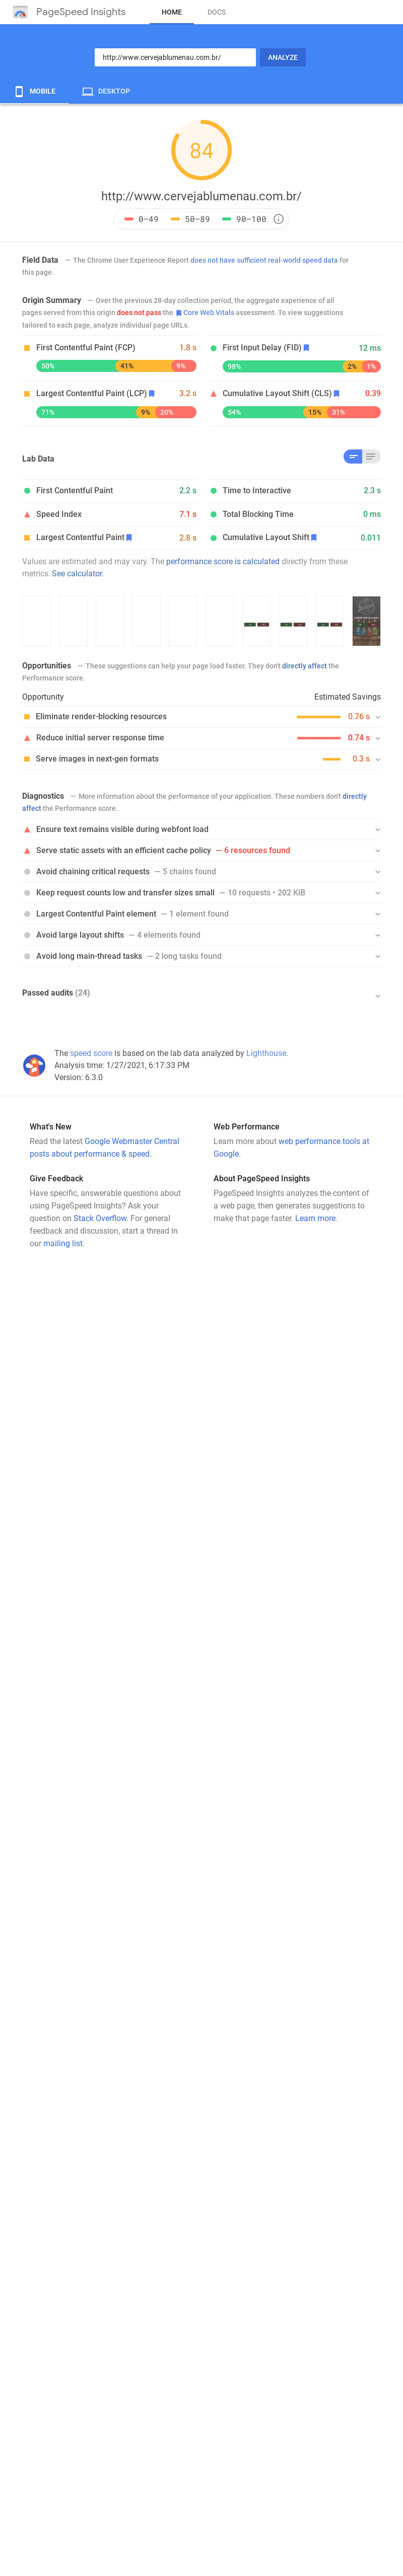 PageSpeed Insights
HOME
DOCS
http://www.cervejablumenau.com.br/
ANALYZE
MOBILE
DESKTOP
84
http://www.cervejablumenau.com.br/
0–49
50–89
90–100
Field Data — The Chrome User Experience Report does not have sufficient real-world speed data for
this page.
Origin Summary — Over the previous 28-day collection period, the aggregate experience of all
pages served from this origin does not pass the Core Web Vitals assessment. To view suggestions
tailored to each page, analyze individual page URLs.
First Contentful Paint (FCP) 1.8 s
50% 41% 9%
First Input Delay (FID) 12 ms
98% 2% 1%
Largest Contentful Paint (LCP) 3.2 s
71% 9% 20%
Cumulative Layout Shift (CLS) 0.39
54% 15% 31%
Lab Data
First Contentful Paint 2.2 s
Time to Interactive 2.3 s
Speed Index 7.1 s
Total Blocking Time 0 ms
Largest Contentful Paint 2.8 s
Cumulative Layout Shift 0.011
Values are estimated and may vary. The performance score is calculated directly from these
metrics. See calculator.
Opportunities — These suggestions can help your page load faster. They don't directly affect the
Performance score.
Opportunity Estimated Savings
Eliminate render-blocking resources 0.76 s
Reduce initial server response time 0.74 s
Serve images in next-gen formats 0.3 s
Diagnostics — More information about the performance of your application. These numbers don't directly
affect the Performance score.
Ensure text remains visible during webfont load
Serve static assets with an efficient cache policy — 6 resources found
Avoid chaining critical requests — 5 chains found
Keep request counts low and transfer sizes small — 10 requests • 202 KiB
Largest Contentful Paint element — 1 element found
Avoid large layout shifts — 4 elements found
Avoid long main-thread tasks — 2 long tasks found
Passed audits (24)
The speed score is based on the lab data analyzed by Lighthouse.
Analysis time: 1/27/2021, 6:17:33 PM
Version: 6.3.0
What's New
Read the latest Google Webmaster Central
posts about performance & speed.
Give Feedback
Have specific, answerable questions about
using PageSpeed Insights? Ask your
question on Stack Overflow. For general
feedback and discussion, start a thread in
our mailing list.
Web Performance
Learn more about web performance tools at
Google.
About PageSpeed Insights
PageSpeed Insights analyzes the content of
a web page, then generates suggestions to
make that page faster. Learn more.